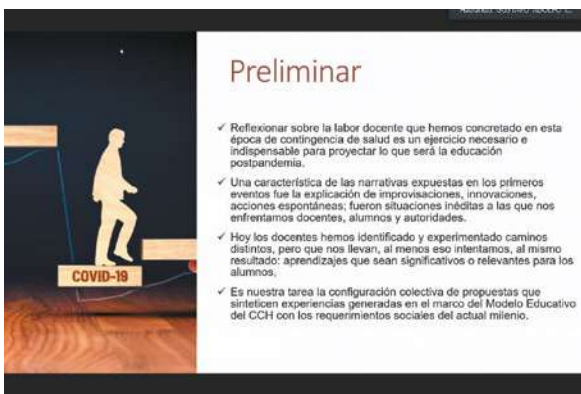 Preliminar
✓ Reflexionar sobre la labor docente que hemos concretado en esta
época de contingencia de salud es un ejercicio necesario e
indispensable para proyectar lo que será la educación
postpandemia.
✓ Una característica de las narrativas expuestas en los primeros
eventos fue la explicación de improvisaciones, innovaciones,
acciones espontáneas; fueron situaciones inéditas a las que nos
enfrentamos docentes, alumnos y autoridades.
✓ Hoy los docentes hemos identificado y experimentado caminos
distintos, pero que nos llevan, al menos eso intentamos, al mismo
resultado: aprendizajes que sean significativos o relevantes para los
alumnos.
✓ Es nuestra tarea la configuración colectiva de propuestas que
sinteticen experiencias generadas en el marco del Modelo Educativo
del CCH con los requerimientos sociales del actual milenio.
COVID-19